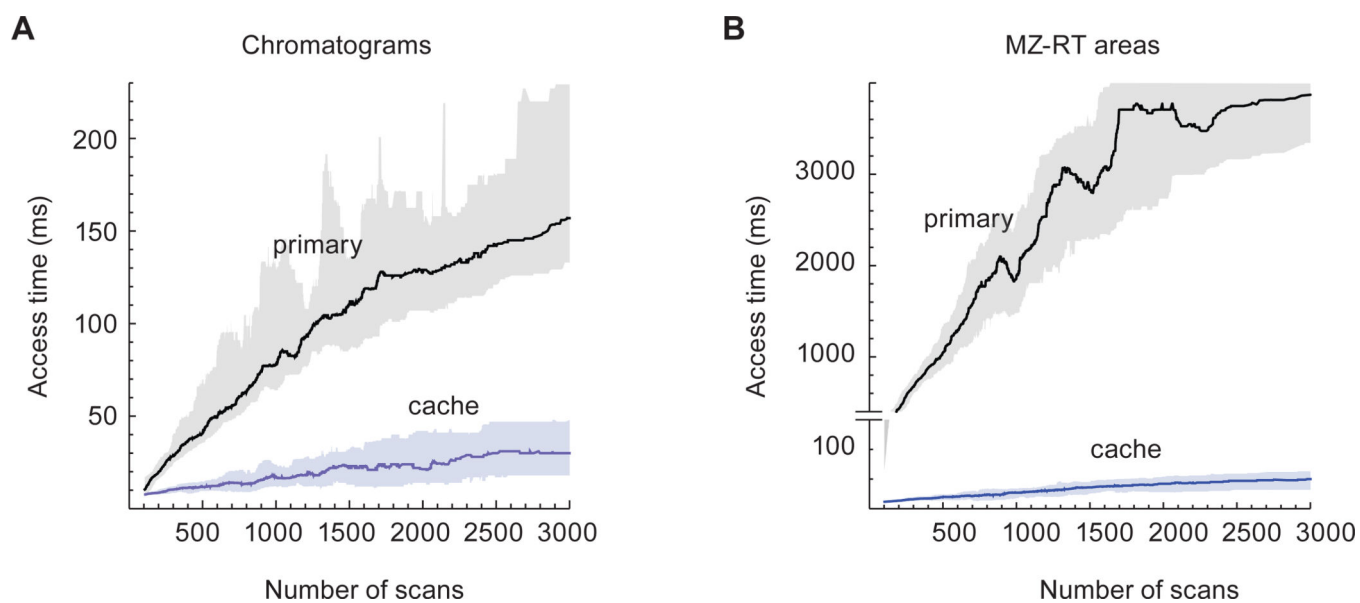 A
Chromatograms
Access time (ms)
200
150
100
50
primary
cache
500 1000 1500 2000 2500 3000
Number of scans
B
MZ-RT areas
Access time (ms)
3000
2000
1000
100
primary
cache
500 1000 1500 2000 2500 3000
Number of scans